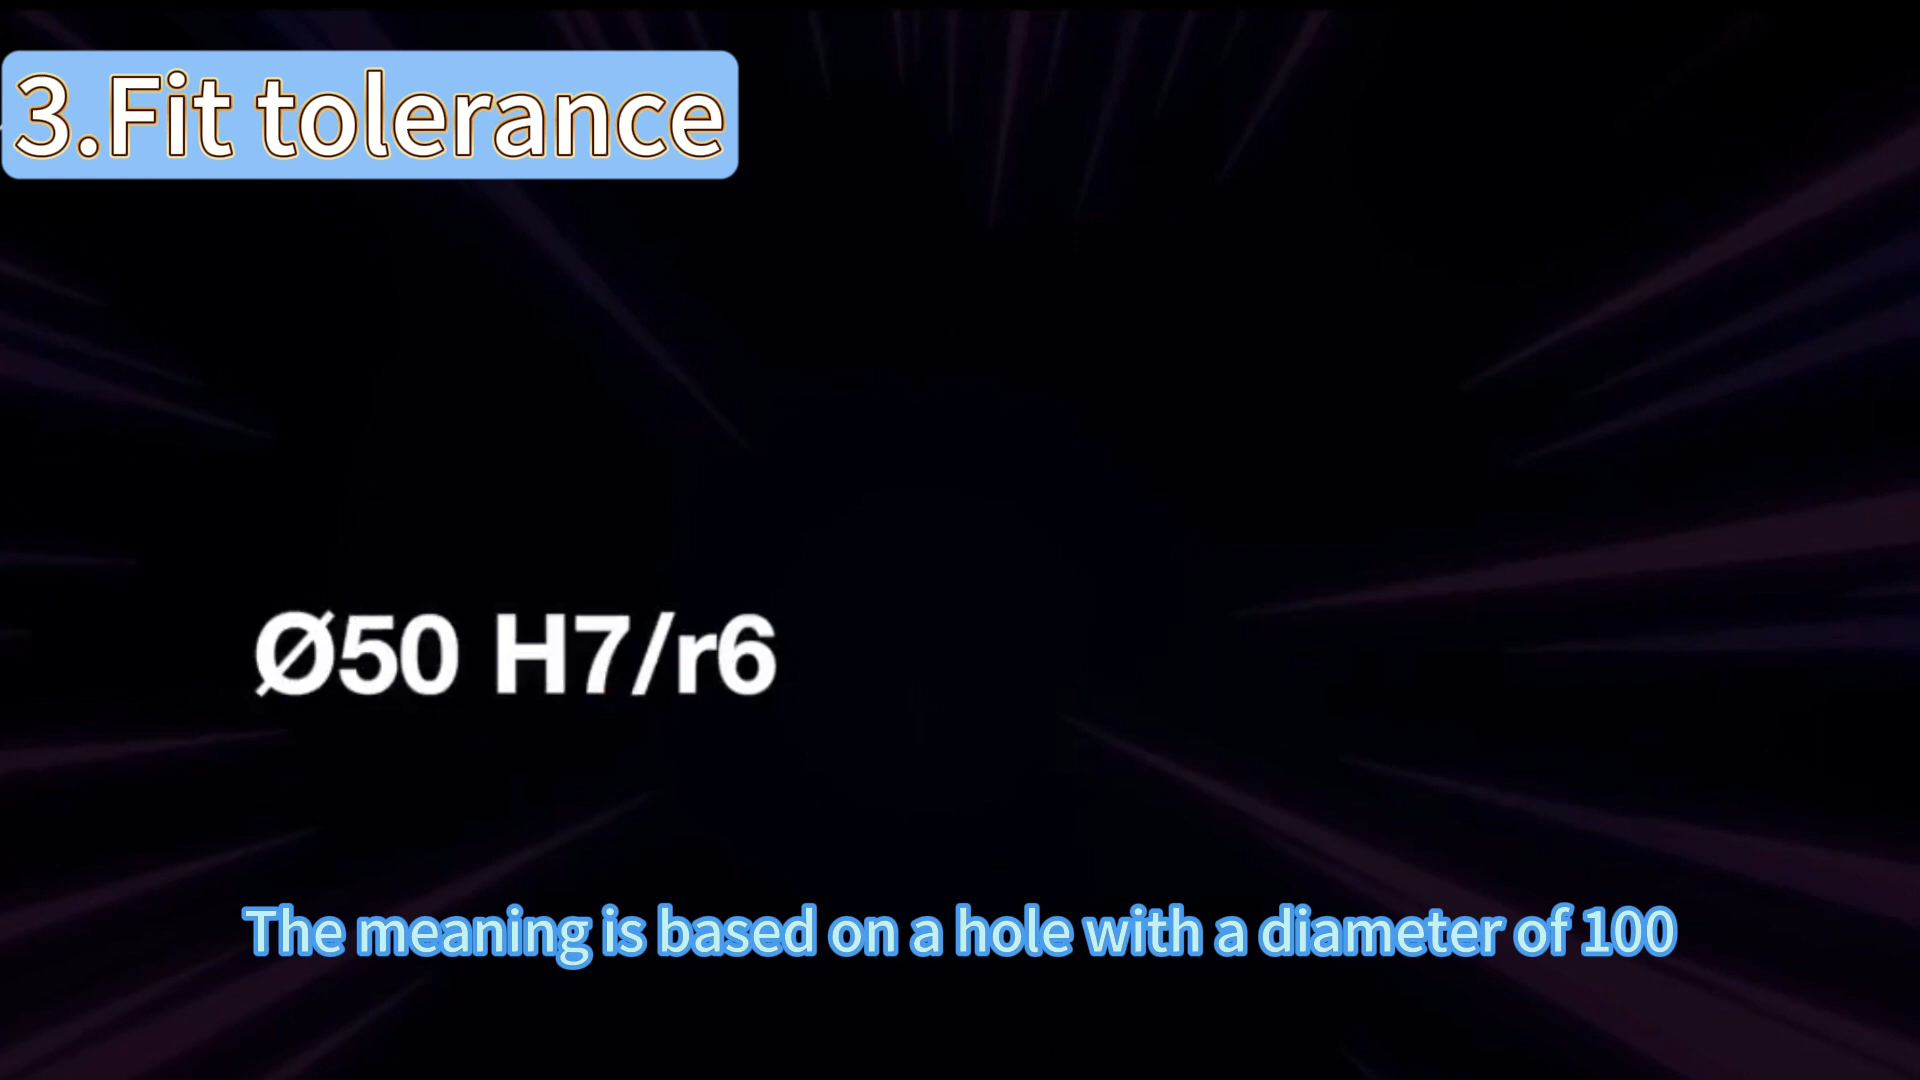 3.Fit tolerance
Ø50 H7/r6
The meaning is based on a hole with a diameter of 100